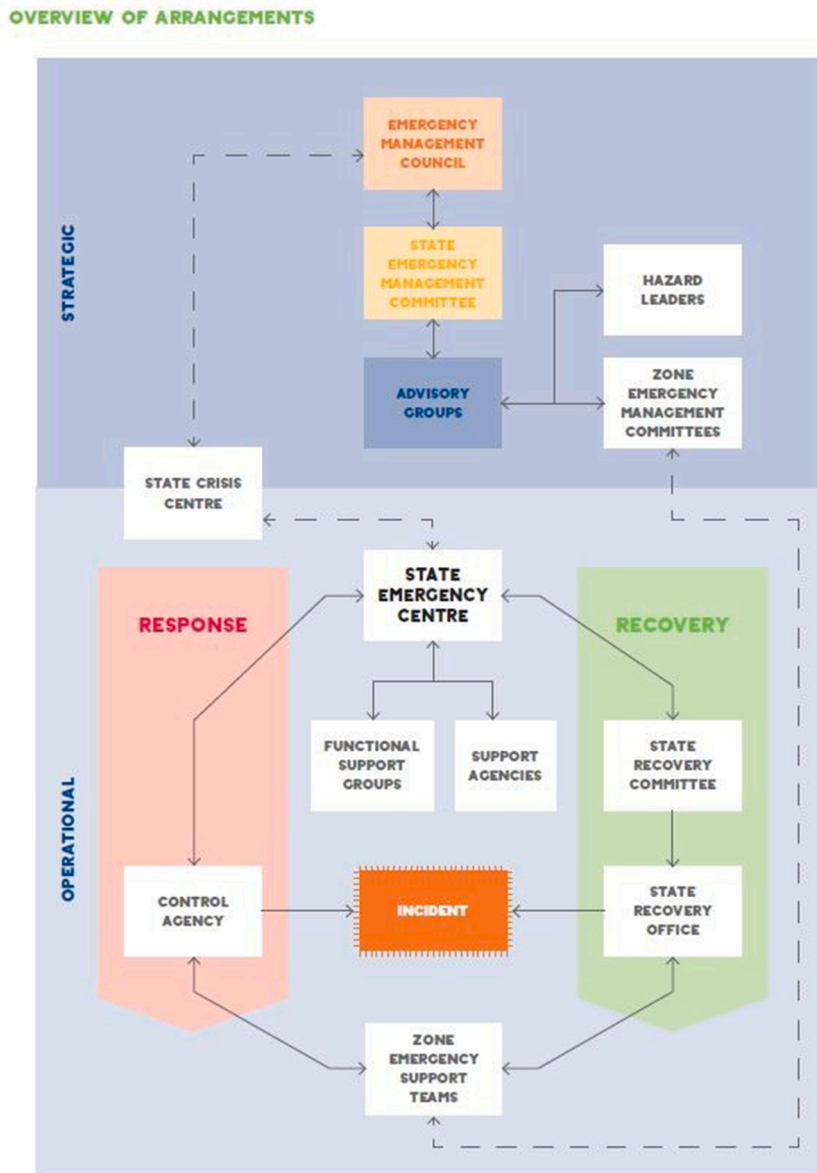 OVERVIEW OF ARRANGEMENTS
STRATEGIC
EMERGENCY
MANAGEMENT
COUNCIL
STATE
EMERGENCY
MANAGEMENT
COMMITTEE
HAZARD
LEADERS
ADVISORY
GROUPS
ZONE
EMERGENCY
MANAGEMENT
COMMITTEES
STATE CRISIS
CENTRE
OPERATIONAL
STATE
EMERGENCY
CENTRE
RESPONSE
RECOVERY
FUNCTIONAL
SUPPORT
GROUPS
SUPPORT
AGENCIES
STATE
RECOVERY
COMMITTEE
CONTROL
AGENCY
INCIDENT
STATE
RECOVERY
OFFICE
ZONE
EMERGENCY
SUPPORT
TEAMS